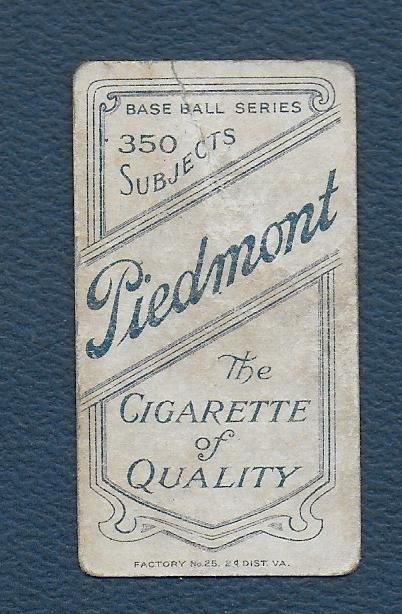 BASE BALL SERIES
350
SUBJECTS
Piedmont
The
CIGARETTE
of
QUALITY
FACTORY No. 25, 2d DIST. VA.